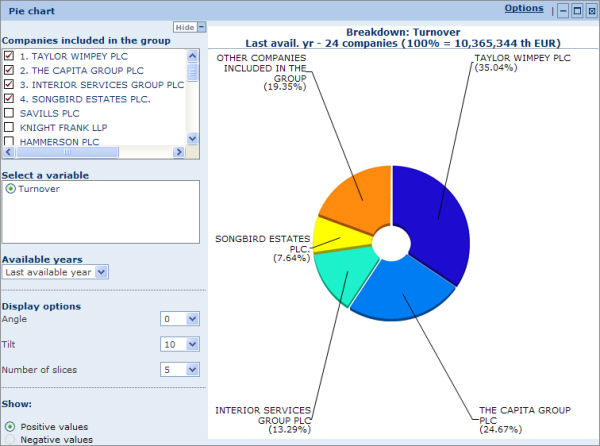 Pie chart
Options
Hide
Companies included in the group
1. TAYLOR WIMPEY PLC
2. THE CAPITA GROUP PLC
3. INTERIOR SERVICES GROUP PLC
4. SONGBIRD ESTATES PLC.
SAVILLS PLC
KNIGHT FRANK LLP
HAMMERSON PLC
Select a variable
Turnover
Available years
Last available year
Display options
Angle
0
Tilt
10
Number of slices
5
Show:
Positive values
Negative values
Breakdown: Turnover
Last avail. yr - 24 companies (100% = 10,365,344 th EUR)
OTHER COMPANIES
INCLUDED IN THE
GROUP
(19.35%)
TAYLOR WIMPEY PLC
(35.04%)
SONGBIRD ESTATES
PLC.
(7.64%)
INTERIOR SERVICES
GROUP PLC
(13.29%)
THE CAPITA GROUP
PLC
(24.67%)